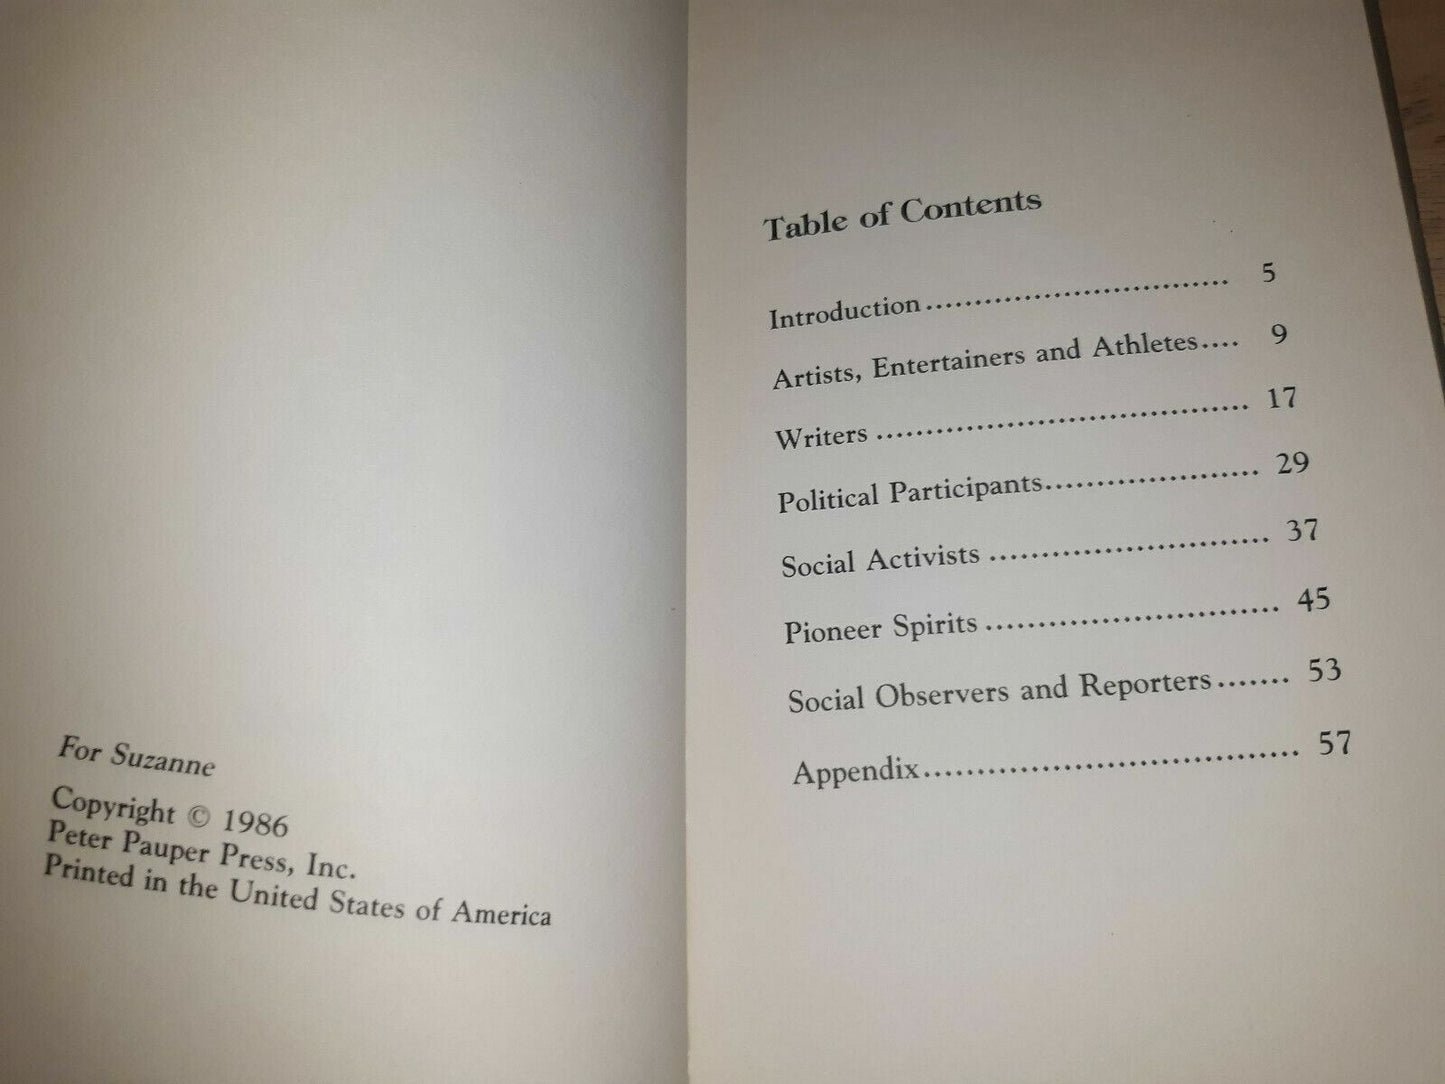 For Suzanne
Copyright © 1986
Peter Pauper Press, Inc.
Printed in the United States of America
Table of Contents
Introduction............................... 5
Artists, Entertainers and Athletes.... 9
Writers ...................................... 17
Political Participants..................... 29
Social Activists ........................... 37
Pioneer Spirits ............................ 45
Social Observers and Reporters....... 53
Appendix................................... 57